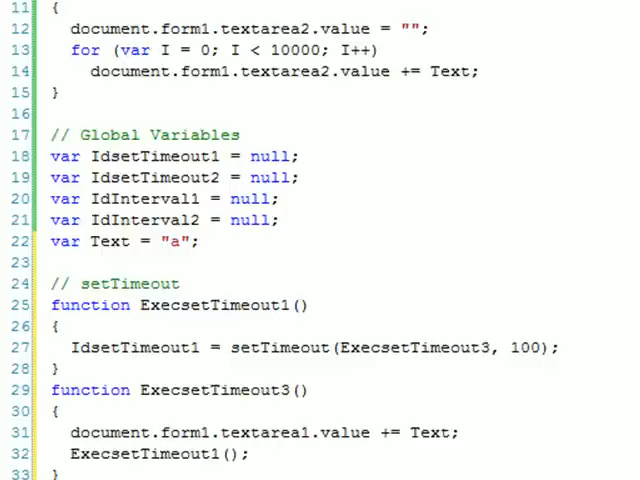 11 {
12 document.form1.textarea2.value = "";
13 for (var I = 0; I < 10000; I++)
14 document.form1.textarea2.value += Text;
15 }
16
17 // Global Variables
18 var IdsetTimeout1 = null;
19 var IdsetTimeout2 = null;
20 var IdInterval1 = null;
21 var IdInterval2 = null;
22 var Text = "a";
23
24 // setTimeout
25 function ExecsetTimeout1()
26 {
27 IdsetTimeout1 = setTimeout(ExecsetTimeout3, 100);
28 }
29 function ExecsetTimeout3()
30 {
31 document.form1.textarea1.value += Text;
32 ExecsetTimeout1();
33 }